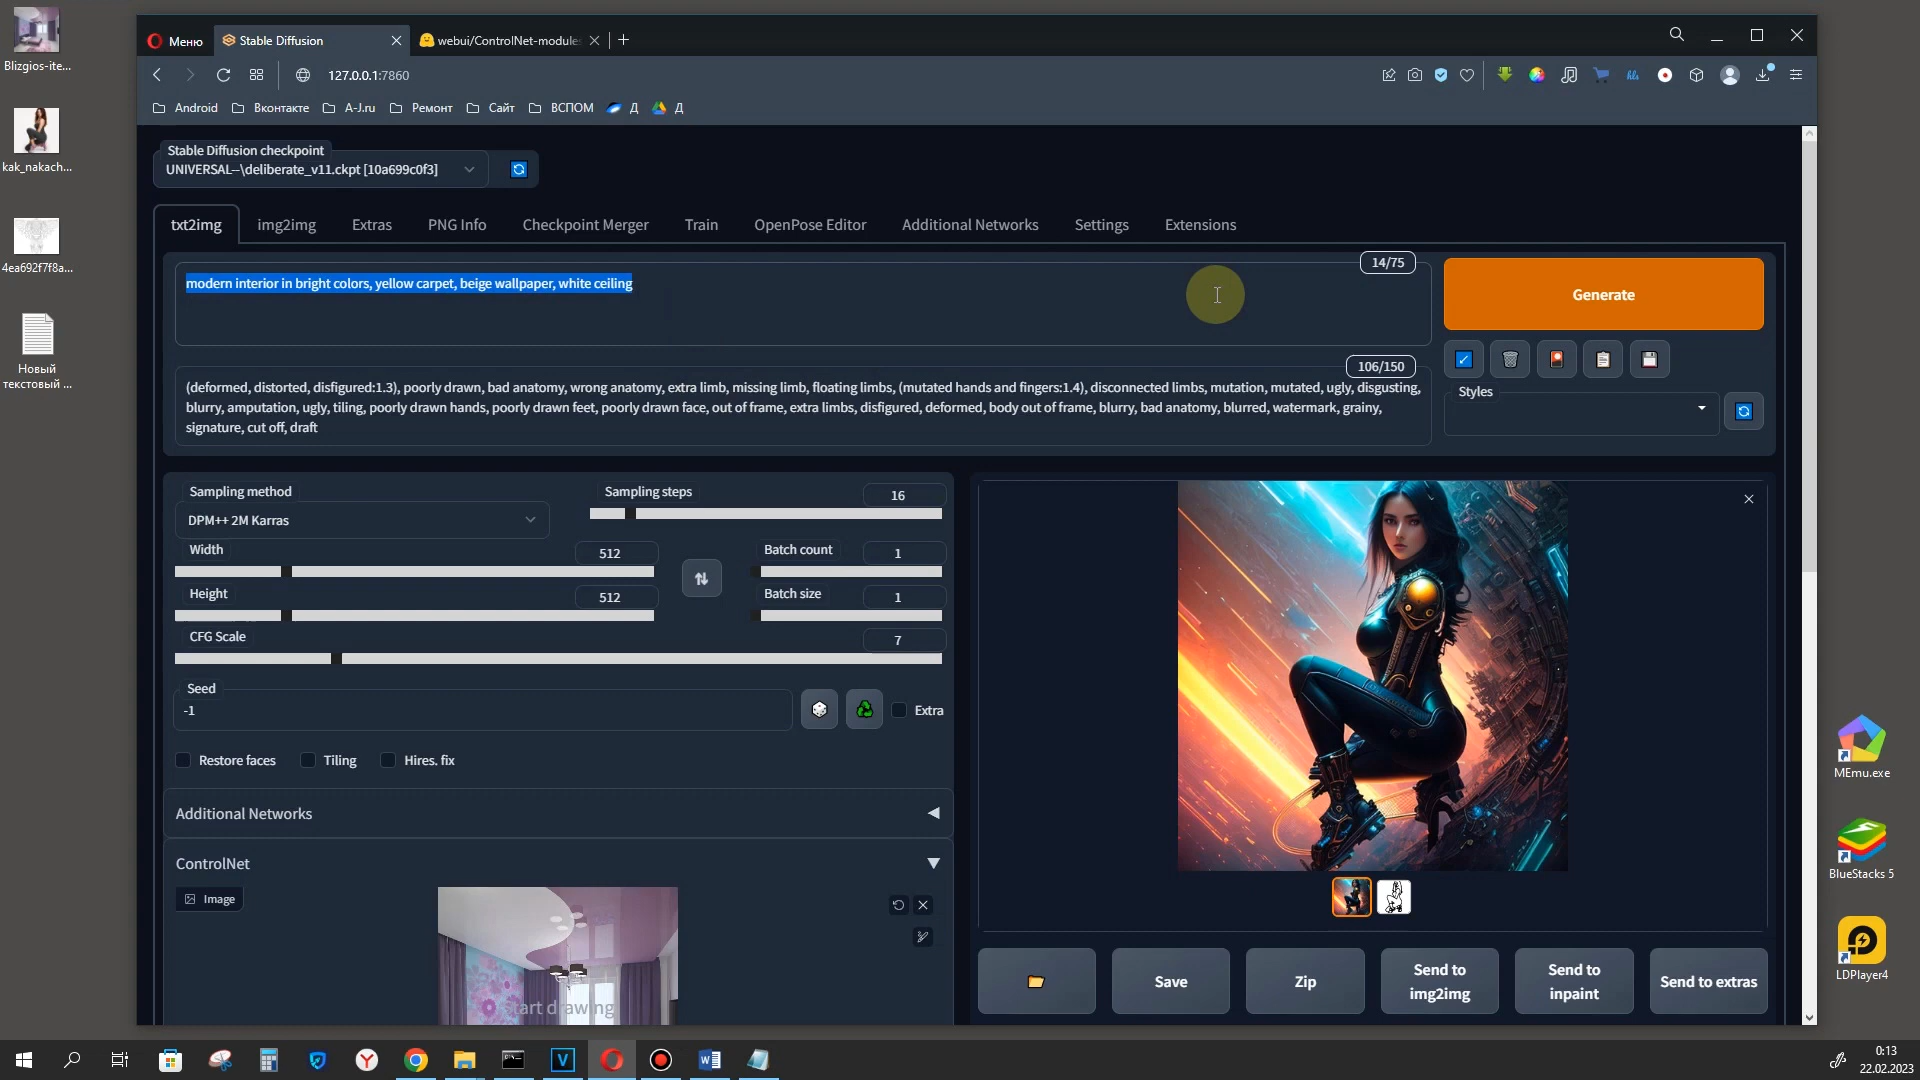 Blizgios-ite...
kak_nakach...
4ea692f7f8a...
Новый
текстовый ...
Меню
Stable Diffusion
webui/ControlNet-modules
127.0.0.1:7860
Android
Вконтакте
A-J.ru
Ремонт
Сайт
ВСПОМ
Д
Д
Stable Diffusion checkpoint
UNIVERSAL--\deliberate_v11.ckpt [10a699c0f3]
txt2img
img2img
Extras
PNG Info
Checkpoint Merger
Train
OpenPose Editor
Additional Networks
Settings
Extensions
14/75
modern interior in bright colors, yellow carpet, beige wallpaper, white ceiling
Generate
106/150
(deformed, distorted, disfigured:1.3), poorly drawn, bad anatomy, wrong anatomy, extra limb, missing limb, floating limbs, (mutated hands and fingers:1.4), disconnected limbs, mutation, mutated, ugly, disgusting,
blurry, amputation, ugly, tiling, poorly drawn hands, poorly drawn feet, poorly drawn face, out of frame, extra limbs, disfigured, deformed, body out of frame, blurry, bad anatomy, blurred, watermark, grainy,
signature, cut off, draft
Styles
Sampling method
DPM++ 2M Karras
Sampling steps
16
Width
512
Batch count
1
Height
512
Batch size
1
CFG Scale
7
Seed
-1
Extra
Restore faces
Tiling
Hires. fix
Additional Networks
ControlNet
Image
Start drawing
Save
Zip
Send to
img2img
Send to
inpaint
Send to extras
MEmu.exe
BlueStacks 5
LDPlayer4
0:13
22.02.2023